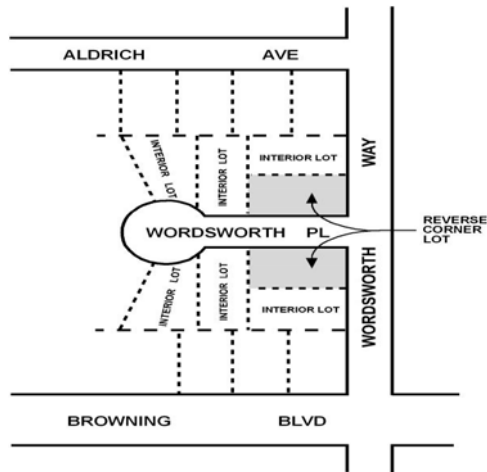 ALDRICH AVE
INTERIOR LOT
INTERIOR LOT
INTERIOR LOT
WAY
WORDSWORTH PL
REVERSE
CORNER
LOT
INTERIOR LOT
INTERIOR LOT
INTERIOR LOT
WORDSWORTH
BROWNING BLVD